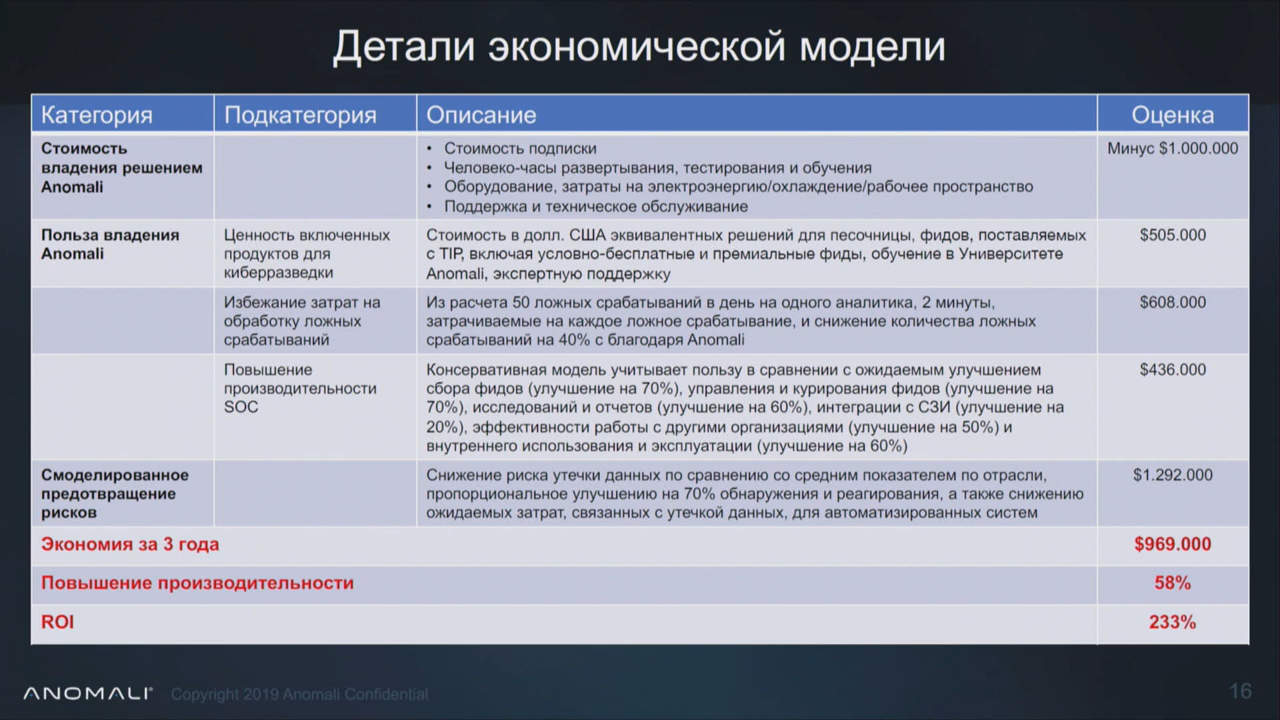 Детали экономической модели
Категория
Подкатегория
Описание
Оценка
Стоимость
владения решением
Anomali
• Стоимость подписки
• Человеко-часы развертывания, тестирования и обучения
• Оборудование, затраты на электроэнергию/охлаждение/рабочее пространство
• Поддержка и техническое обслуживание
Минус $1.000.000
Польза владения
Anomali
Ценность включенных
продуктов для
киберразведки
Стоимость в долл. США эквивалентных решений для песочницы, фидов, поставляемых
с TIP, включая условно-бесплатные и премиальные фиды, обучение в Университете
Anomali, экспертную поддержку
$505.000
Избежание затрат на
обработку ложных
срабатываний
Из расчета 50 ложных срабатываний в день на одного аналитика, 2 минуты,
затрачиваемые на каждое ложное срабатывание, и снижение количества ложных
срабатываний на 40% с благодаря Anomali
$608.000
Повышение
производительности
SOC
Консервативная модель учитывает пользу в сравнении с ожидаемым улучшением
сбора фидов (улучшение на 70%), управления и курирования фидов (улучшение на
70%), исследований и отчетов (улучшение на 60%), интеграции с СЗИ (улучшение на
20%), эффективности работы с другими организациями (улучшение на 50%) и
внутреннего использования и эксплуатации (улучшение на 60%)
$436.000
Смоделированное
предотвращение
рисков
Снижение риска утечки данных по сравнению со средним показателем по отрасли,
пропорциональное улучшению на 70% обнаружения и реагирования, а также снижению
ожидаемых затрат, связанных с утечкой данных, для автоматизированных систем
$1.292.000
Экономия за 3 года
$969.000
Повышение производительности
58%
ROI
233%
ANOMALI®
Copyright 2019 Anomali Confidential
16